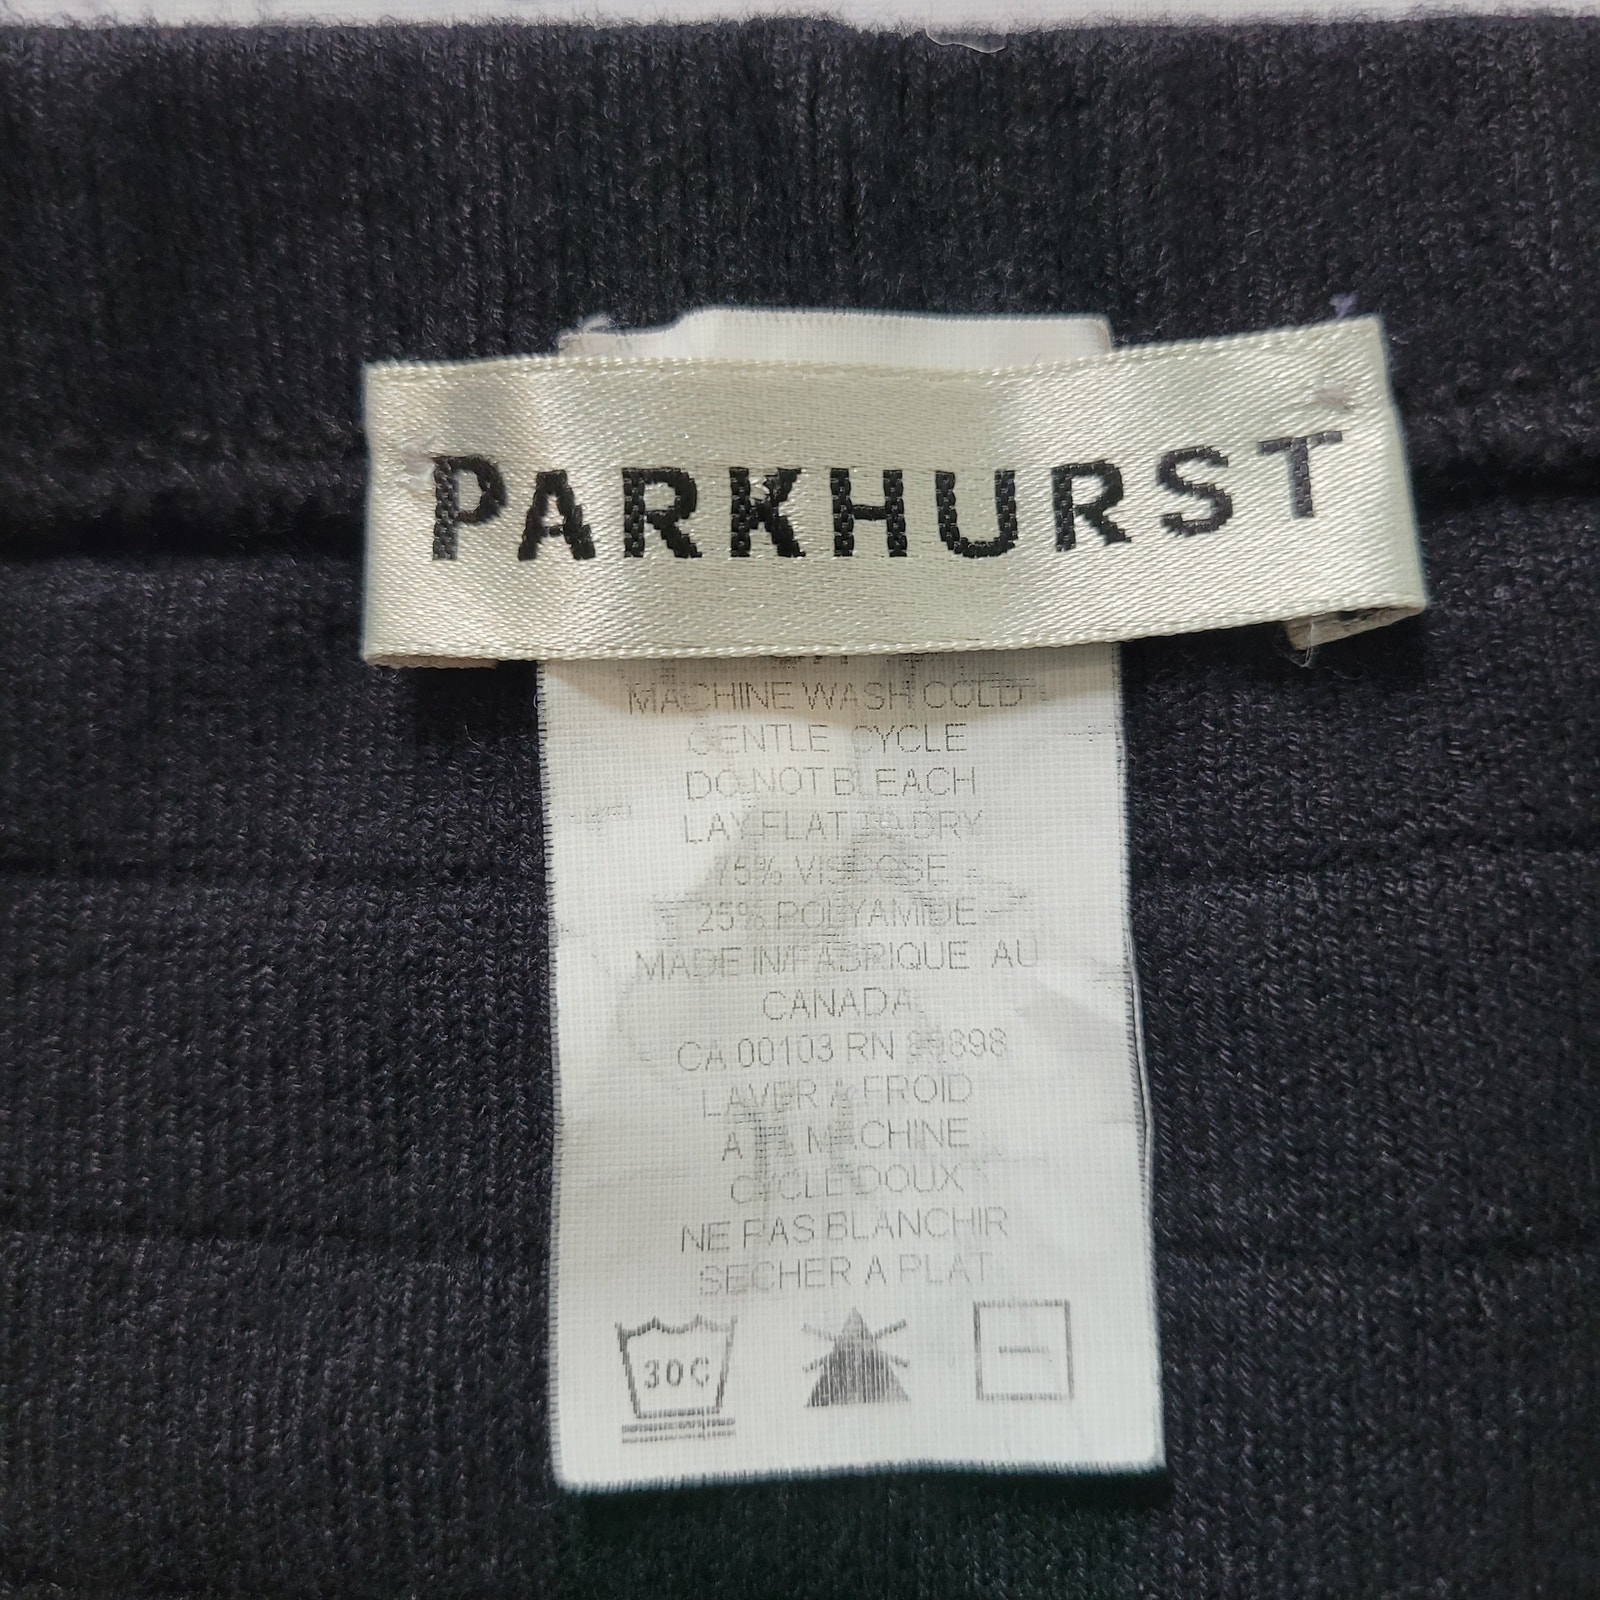 PARKHURST
MACHINE WASH COLD
GENTLE CYCLE
DO NOT BLEACH
LAY FLAT TO DRY
75% VISCOSE
25% POLYAMIDE
MADE IN/FABRIQUE AU
CANADA
CA 00103 RN
LAVER A FROID
A LA MACHINE
CYCLE DOUX
NE PAS BLANCHIR
SECHER A PLAT
30C